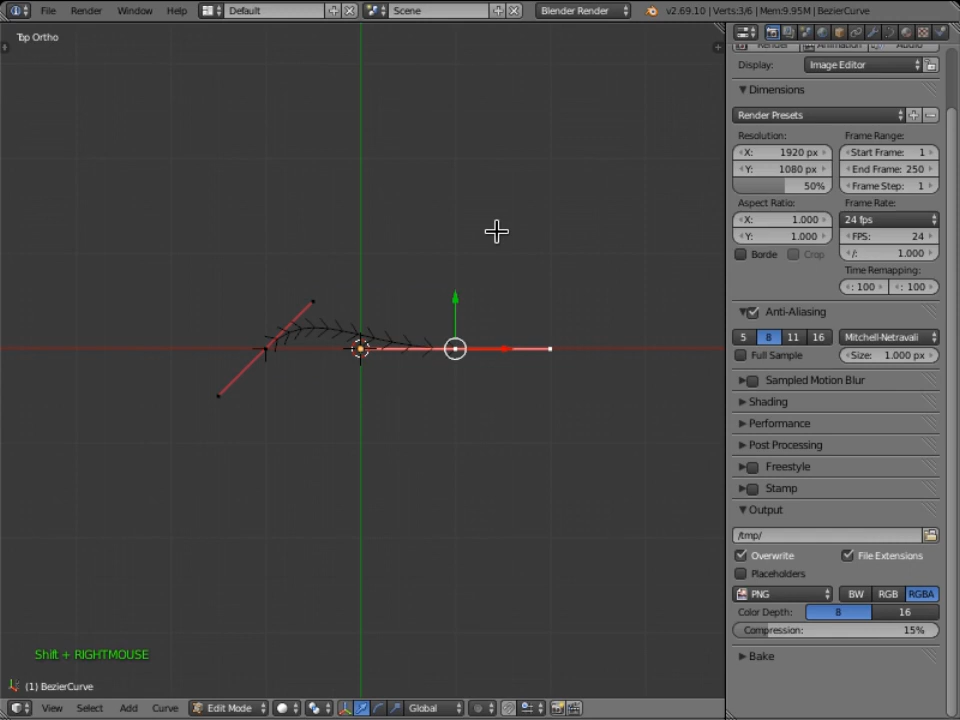 File Render Window Help Default Scene Blender Render v2.69.10 | Verts:3/6 | Mem:9.95M | BezierCurve
Top Ortho
Render Animation Audio
Display: Image Editor
Dimensions
Render Presets
Resolution: Frame Range:
X: 1920 px Start Frame: 1
Y: 1080 px End Frame: 250
50% Frame Step: 1
Aspect Ratio: Frame Rate:
X: 1.000 24 fps
Y: 1.000 FPS: 24
Borde Crop /: 1.000
Time Remapping:
: 100 : 100
Anti-Aliasing
5 8 11 16 Mitchell-Netravali
Full Sample Size: 1.000 px
Sampled Motion Blur
Shading
Performance
Post Processing
Freestyle
Stamp
Output
/tmp/
Overwrite File Extensions
Placeholders
PNG BW RGB RGBA
Color Depth: 8 16
Compression: 15%
Bake
Shift + RIGHTMOUSE
(1) BezierCurve
View Select Add Curve Edit Mode Global